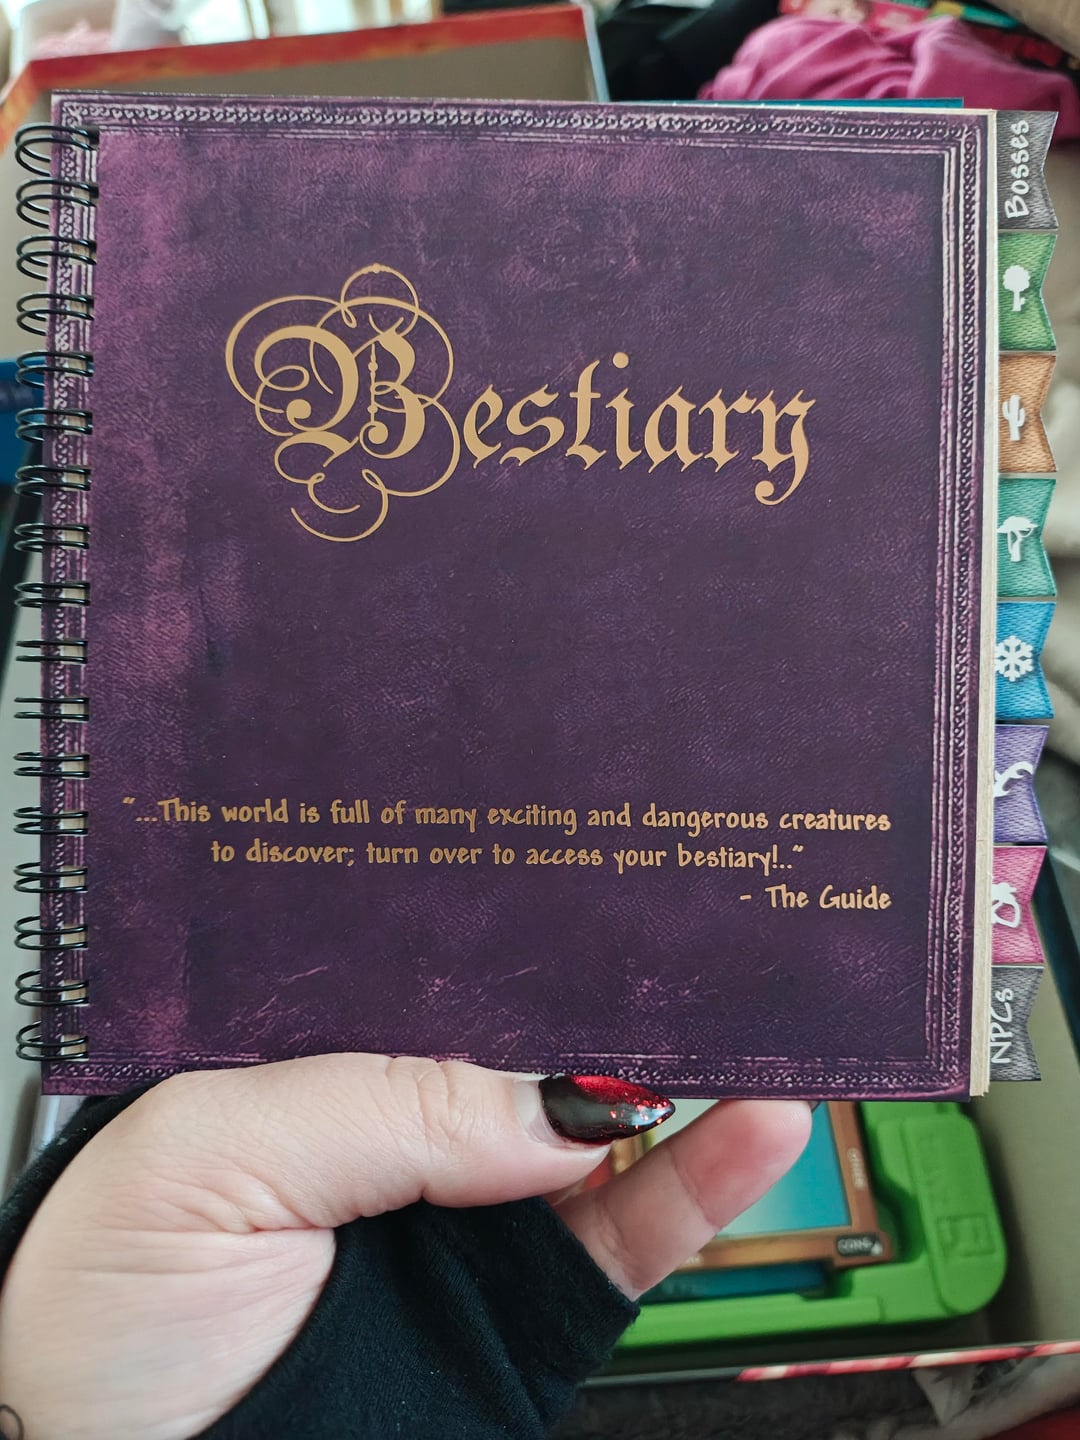 Bestiary
"...This world is full of many exciting and dangerous creatures
to discover; turn over to access your bestiary!.."
- The Guide
Bosses
NPCs